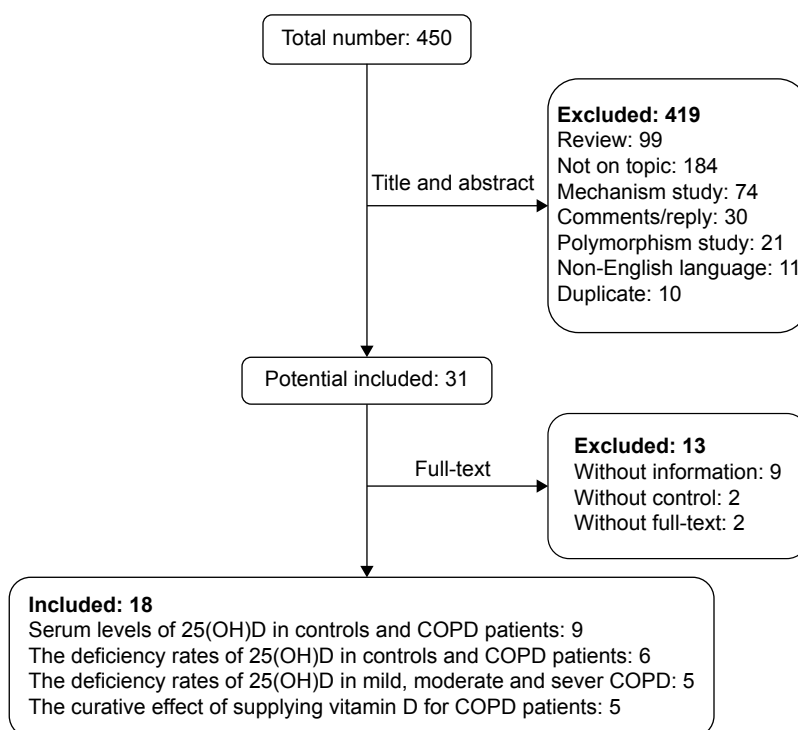 Total number: 450
Excluded: 419
Review: 99
Not on topic: 184
Mechanism study: 74
Comments/reply: 30
Polymorphism study: 21
Non-English language: 11
Duplicate: 10
Title and abstract
Potential included: 31
Excluded: 13
Without information: 9
Without control: 2
Without full-text: 2
Full-text
Included: 18
Serum levels of 25(OH)D in controls and COPD patients: 9
The deficiency rates of 25(OH)D in controls and COPD patients: 6
The deficiency rates of 25(OH)D in mild, moderate and sever COPD: 5
The curative effect of supplying vitamin D for COPD patients: 5